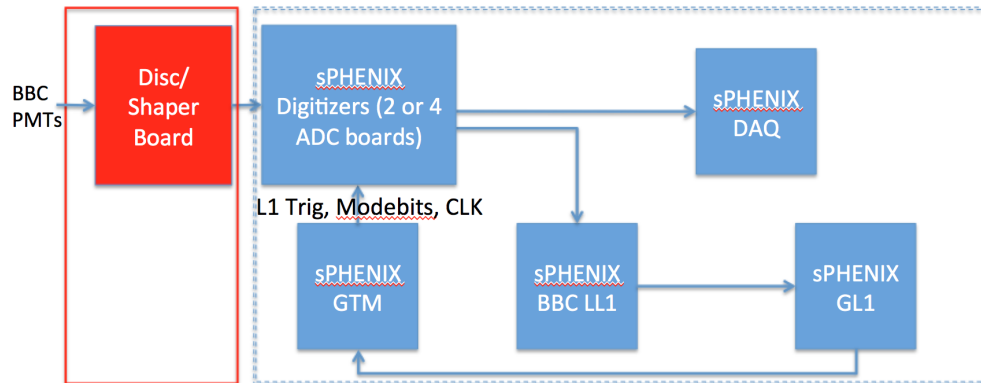 BBC
PMTs
Disc/
Shaper
Board
sPHENIX
Digitizers (2 or 4
ADC boards)
sPHENIX
DAQ
L1 Trig, Modebits, CLK
sPHENIX
GTM
sPHENIX
BBC LL1
sPHENIX
GL1